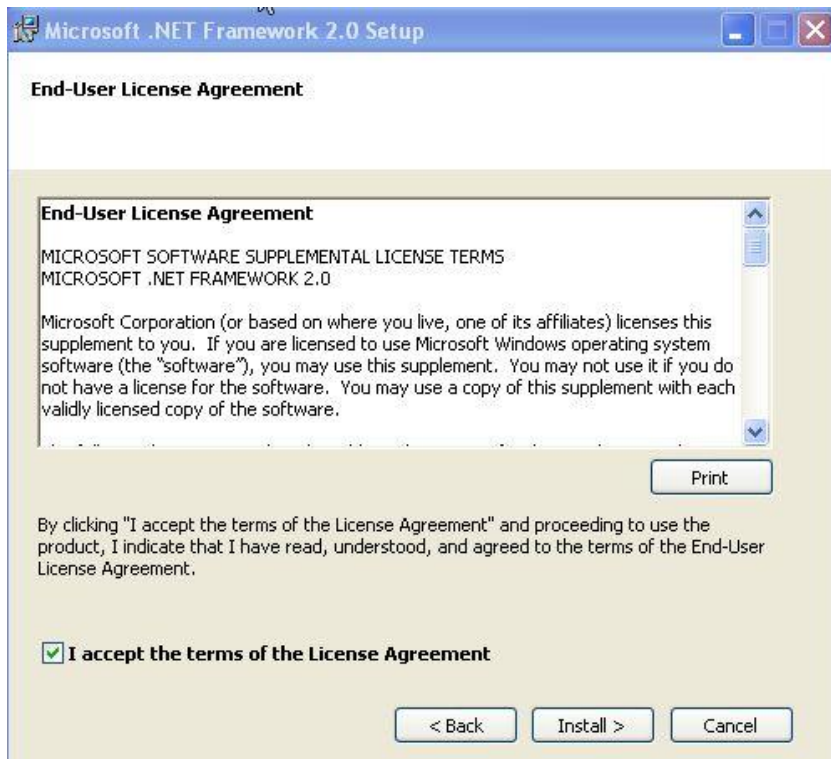 Microsoft .NET Framework 2.0 Setup
End-User License Agreement
End-User License Agreement
MICROSOFT SOFTWARE SUPPLEMENTAL LICENSE TERMS
MICROSOFT .NET FRAMEWORK 2.0
Microsoft Corporation (or based on where you live, one of its affiliates) licenses this
supplement to you.  If you are licensed to use Microsoft Windows operating system
software (the “software”), you may use this supplement.  You may not use it if you do
not have a license for the software.  You may use a copy of this supplement with each
validly licensed copy of the software.
Print
By clicking "I accept the terms of the License Agreement" and proceeding to use the
product, I indicate that I have read, understood, and agreed to the terms of the End-User
License Agreement.
I accept the terms of the License Agreement
< Back
Install >
Cancel